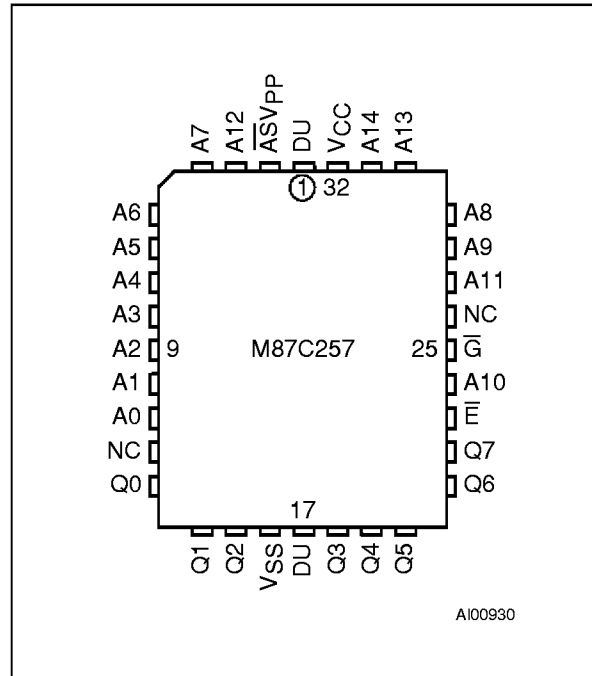 A7 A12 A̅S̅VPP DU VCC A14 A13
1 32
A6 A8
A5 A9
A4 A11
A3 NC
A2 9 M87C257 25 G̅
A1 A10
A0 E̅
NC Q7
Q0 Q6
17
Q1 Q2 VSS DU Q3 Q4 Q5
AI00930